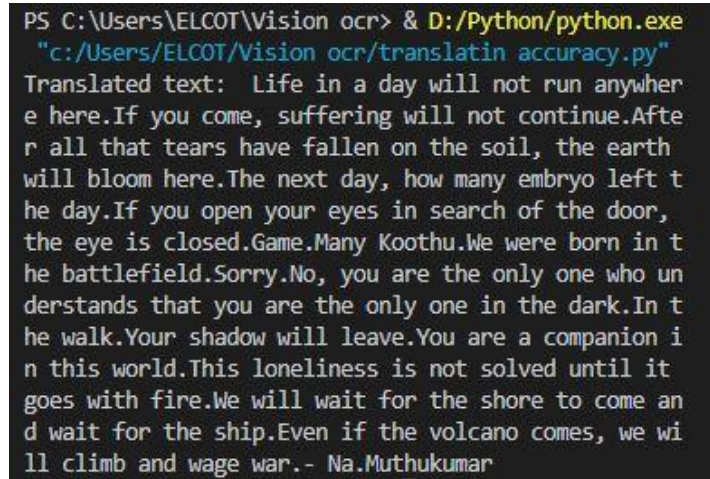 PS C:\Users\ELCOT\Vision ocr> & D:/Python/python.exe
"c:/Users/ELCOT/Vision ocr/translatin accuracy.py"
Translated text:  Life in a day will not run anywher
e here.If you come, suffering will not continue.Afte
r all that tears have fallen on the soil, the earth
will bloom here.The next day, how many embryo left t
he day.If you open your eyes in search of the door,
the eye is closed.Game.Many Koothu.We were born in t
he battlefield.Sorry.No, you are the only one who un
derstands that you are the only one in the dark.In t
he walk.Your shadow will leave.You are a companion i
n this world.This loneliness is not solved until it
goes with fire.We will wait for the shore to come an
d wait for the ship.Even if the volcano comes, we wi
ll climb and wage war.- Na.Muthukumar